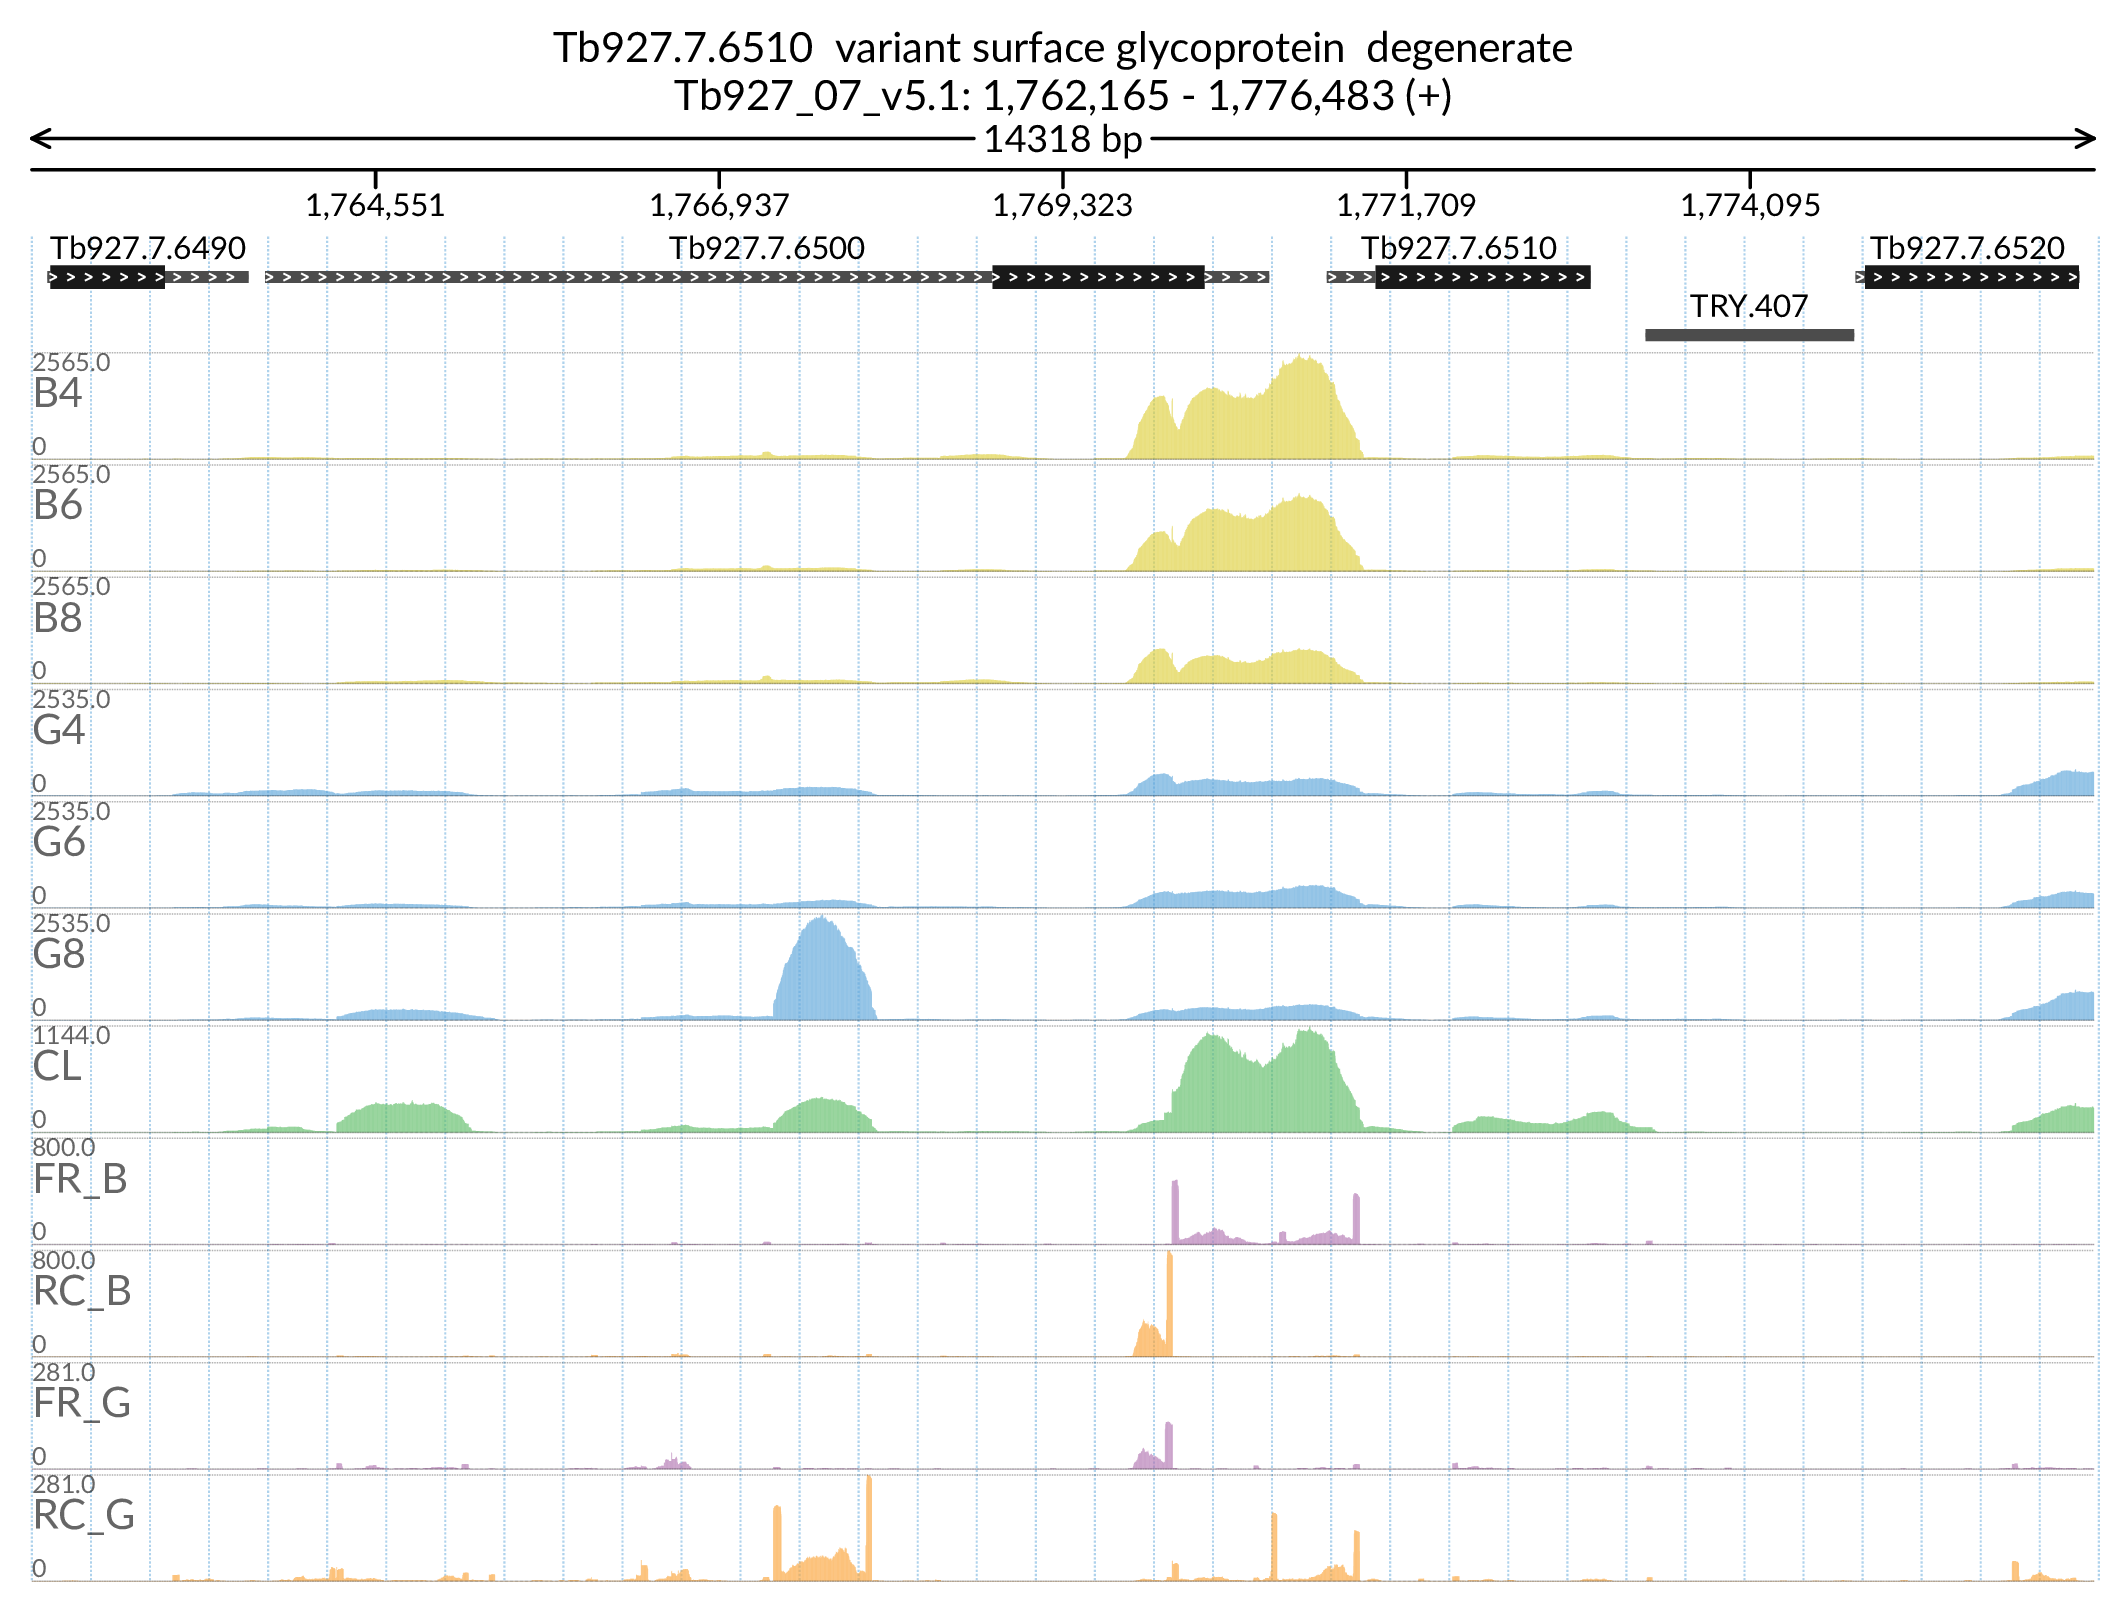 Tb927.7.6510 variant surface glycoprotein degenerate
Tb927_07_v5.1: 1,762,165 - 1,776,483 (+)
14318 bp
1,764,551 1,766,937 1,769,323 1,771,709 1,774,095
Tb927.7.6490 Tb927.7.6500 Tb927.7.6510 Tb927.7.6520
TRY.407
2565.0
B4
0
2565.0
B6
0
2565.0
B8
0
2535.0
G4
0
2535.0
G6
0
2535.0
G8
0
1144.0
CL
0
800.0
FR_B
0
800.0
RC_B
0
281.0
FR_G
0
281.0
RC_G
0